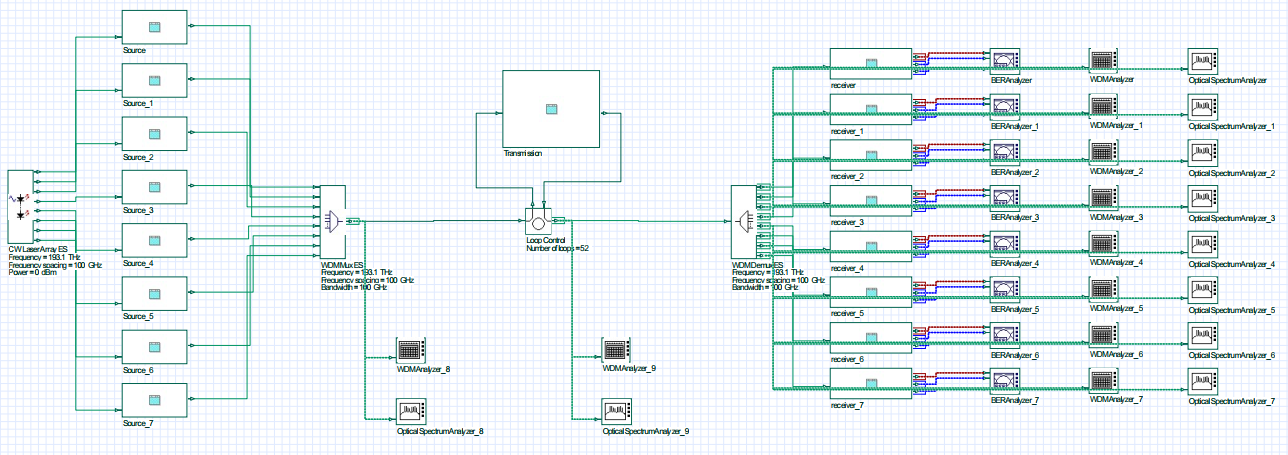 Source
Source_1
Source_2
Source_3
Source_4
Source_5
Source_6
Source_7
CW Laser Array ES
Frequency = 193.1 THz
Frequency spacing = 100 GHz
Power = 0 dBm
WDM Mux ES
Frequency = 193.1 THz
Frequency spacing = 100 GHz
Bandwidth = 100 GHz
WDMAnalyzer_8
OpticalSpectrumAnalyzer_8
Transmission
Loop Control
Number of loops = 52
WDMAnalyzer_9
OpticalSpectrumAnalyzer_9
WDM Demux ES
Frequency = 193.1 THz
Frequency spacing = 100 GHz
Bandwidth = 100 GHz
receiver
BERAnalyzer
WDMAnalyzer
OpticalSpectrumAnalyzer
receiver_1
BERAnalyzer_1
WDMAnalyzer_1
OpticalSpectrumAnalyzer_1
receiver_2
BERAnalyzer_2
WDMAnalyzer_2
OpticalSpectrumAnalyzer_2
receiver_3
BERAnalyzer_3
WDMAnalyzer_3
OpticalSpectrumAnalyzer_3
receiver_4
BERAnalyzer_4
WDMAnalyzer_4
OpticalSpectrumAnalyzer_4
receiver_5
BERAnalyzer_5
WDMAnalyzer_5
OpticalSpectrumAnalyzer_5
receiver_6
BERAnalyzer_6
WDMAnalyzer_6
OpticalSpectrumAnalyzer_6
receiver_7
BERAnalyzer_7
WDMAnalyzer_7
OpticalSpectrumAnalyzer_7